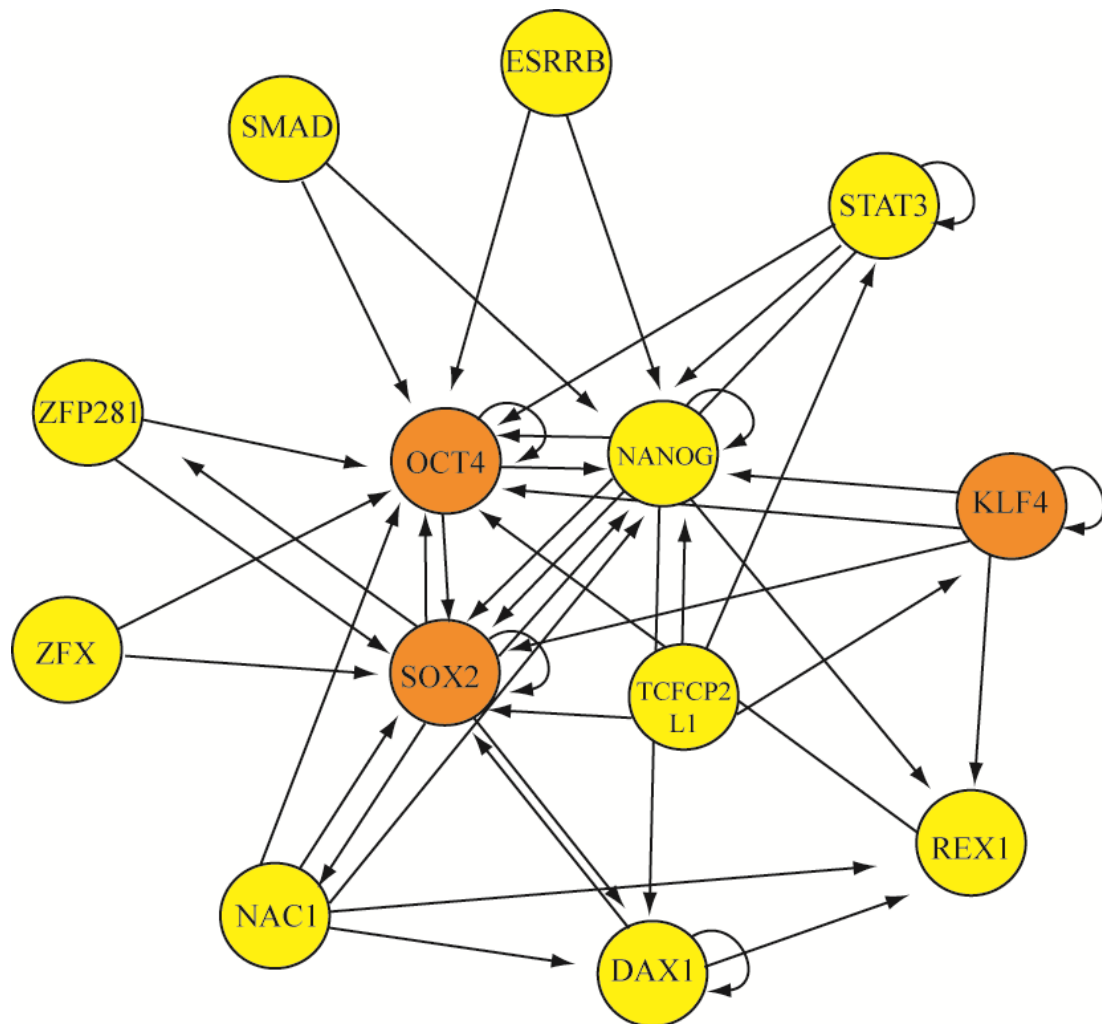 ESRRB
SMAD
STAT3
ZFP281
OCT4
NANOG
KLF4
ZFX
SOX2
TCFCP2
L1
REX1
NAC1
DAX1